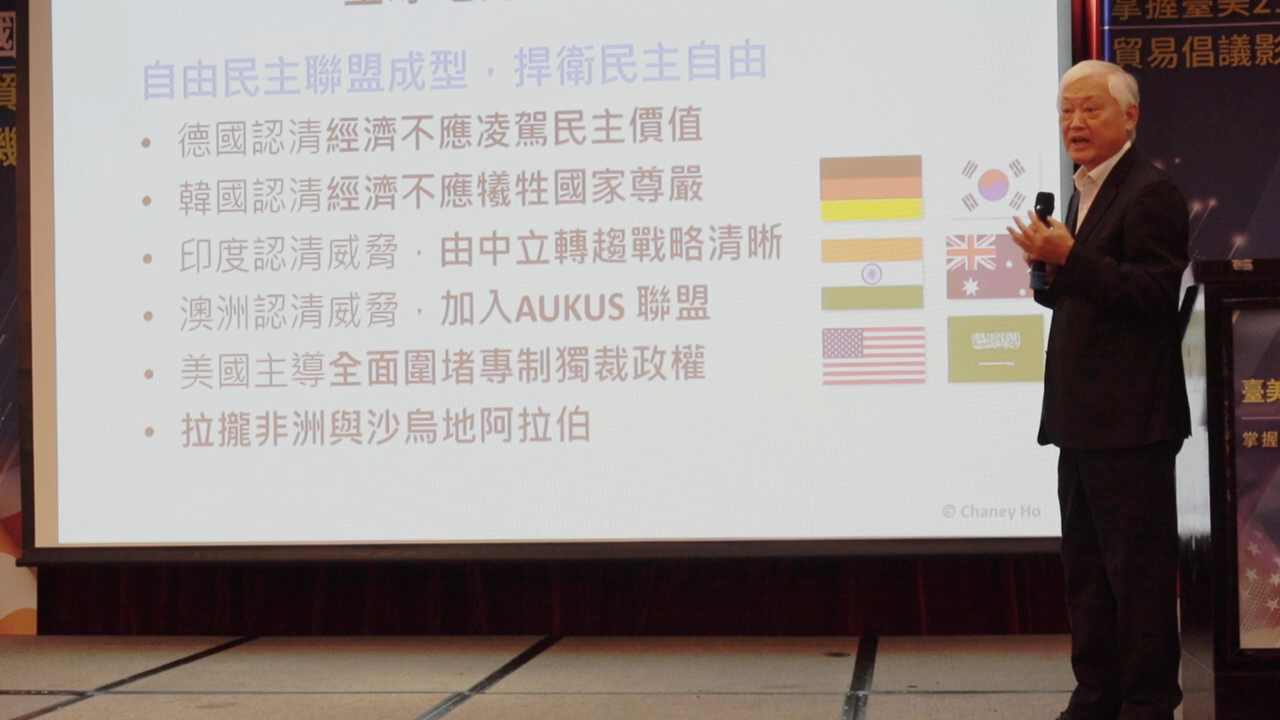 自由民主聯盟成型，捍衛民主自由
• 德國認清經濟不應凌駕民主價值
• 韓國認清經濟不應犧牲國家尊嚴
• 印度認清威脅，由中立轉趨戰略清晰
• 澳洲認清威脅，加入AUKUS 聯盟
• 美國主導全面圍堵專制獨裁政權
• 拉攏非洲與沙烏地阿拉伯
© Chaney Ho
掌握臺美21
貿易倡議影
國
貿
機
臺美
掌握